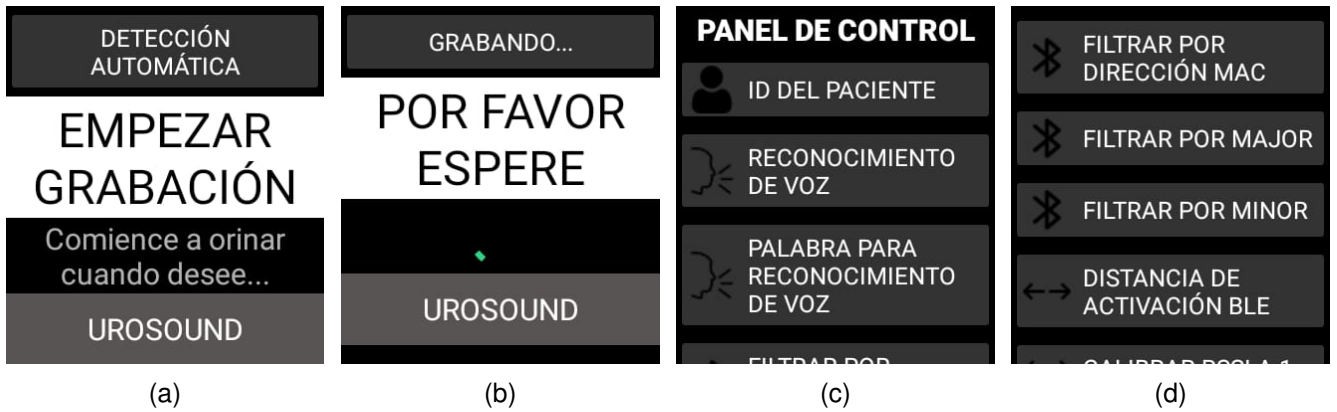 DETECCIÓN
AUTOMÁTICA
EMPEZAR
GRABACIÓN
Comience a orinar
cuando desee...
UROSOUND
(a)
GRABANDO...
POR FAVOR
ESPERE
UROSOUND
(b)
PANEL DE CONTROL
ID DEL PACIENTE
RECONOCIMIENTO
DE VOZ
PALABRA PARA
RECONOCIMIENTO
DE VOZ
FILTRAR POR
(c)
FILTRAR POR
DIRECCIÓN MAC
FILTRAR POR MAJOR
FILTRAR POR MINOR
DISTANCIA DE
ACTIVACIÓN BLE
(d)